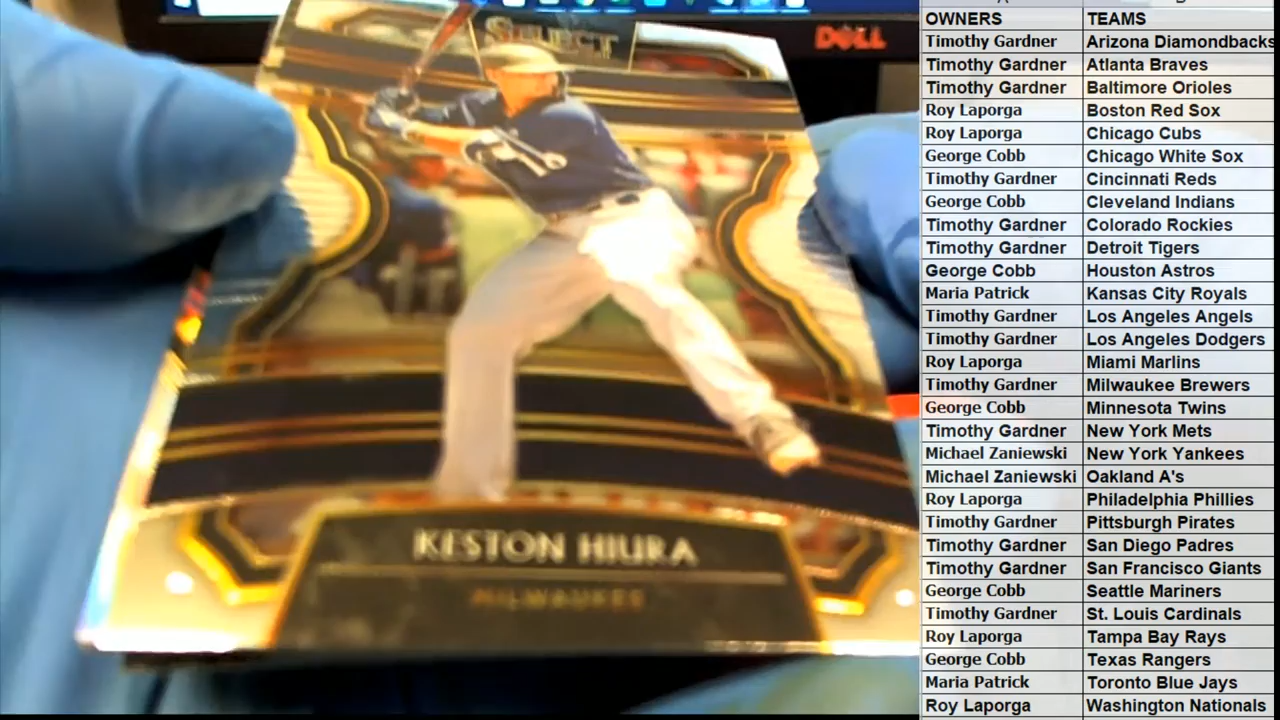 SELECT
DELL
KESTON HIURA
MILWAUKEE
OWNERS TEAMS
Timothy Gardner Arizona Diamondbacks
Timothy Gardner Atlanta Braves
Timothy Gardner Baltimore Orioles
Roy Laporga Boston Red Sox
Roy Laporga Chicago Cubs
George Cobb Chicago White Sox
Timothy Gardner Cincinnati Reds
George Cobb Cleveland Indians
Timothy Gardner Colorado Rockies
Timothy Gardner Detroit Tigers
George Cobb Houston Astros
Maria Patrick Kansas City Royals
Timothy Gardner Los Angeles Angels
Timothy Gardner Los Angeles Dodgers
Roy Laporga Miami Marlins
Timothy Gardner Milwaukee Brewers
George Cobb Minnesota Twins
Timothy Gardner New York Mets
Michael Zaniewski New York Yankees
Michael Zaniewski Oakland A's
Roy Laporga Philadelphia Phillies
Timothy Gardner Pittsburgh Pirates
Timothy Gardner San Diego Padres
Timothy Gardner San Francisco Giants
George Cobb Seattle Mariners
Timothy Gardner St. Louis Cardinals
Roy Laporga Tampa Bay Rays
George Cobb Texas Rangers
Maria Patrick Toronto Blue Jays
Roy Laporga Washington Nationals